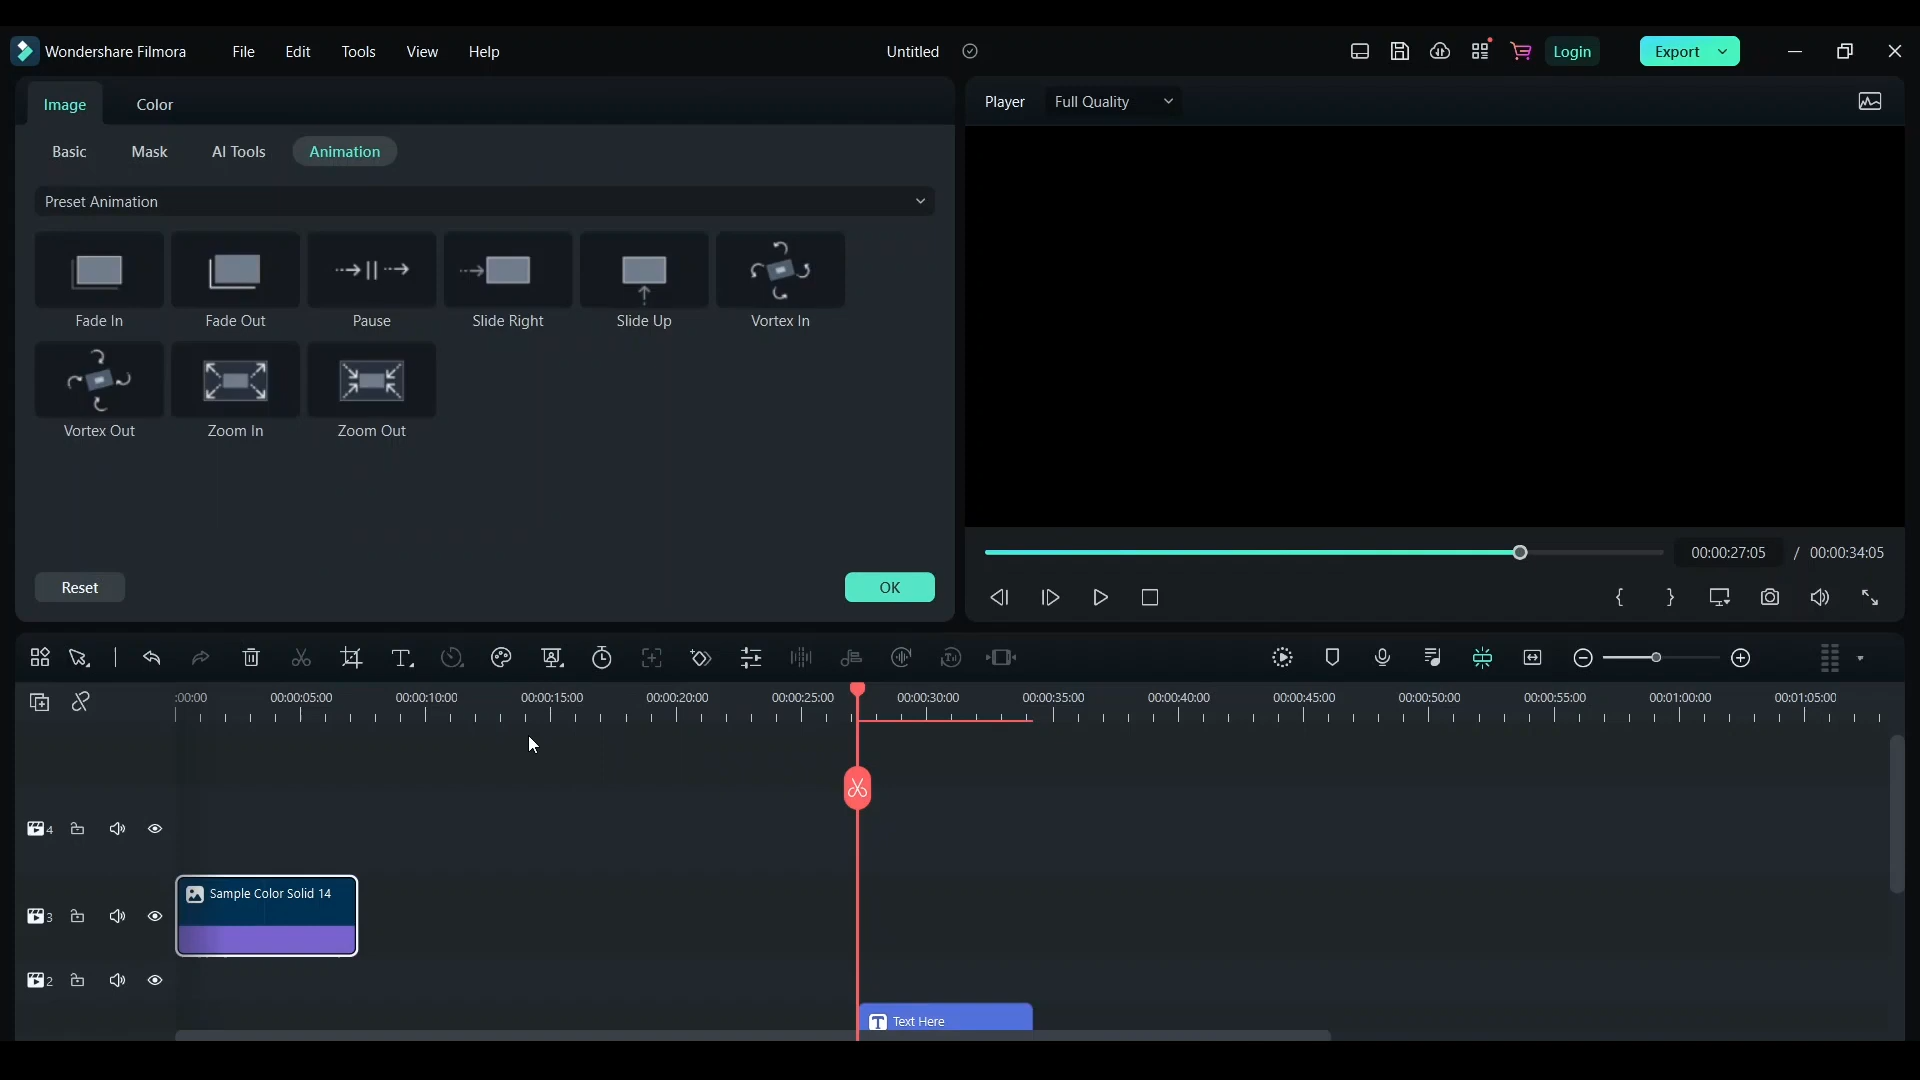 Wondershare Filmora File Edit Tools View Help Untitled Login Export
Image Color
Player Full Quality
Basic Mask AI Tools Animation
Preset Animation
Fade In Fade Out Pause Slide Right Slide Up Vortex In
Vortex Out Zoom In Zoom Out
Reset OK
00:00:27:05 / 00:00:34:05
:00:00 00:00:05:00 00:00:10:00 00:00:15:00 00:00:20:00 00:00:25:00 00:00:30:00 00:00:35:00 00:00:40:00 00:00:45:00 00:00:50:00 00:00:55:00 00:01:00:00 00:01:05:00
4
Sample Color Solid 14
3
2
Text Here